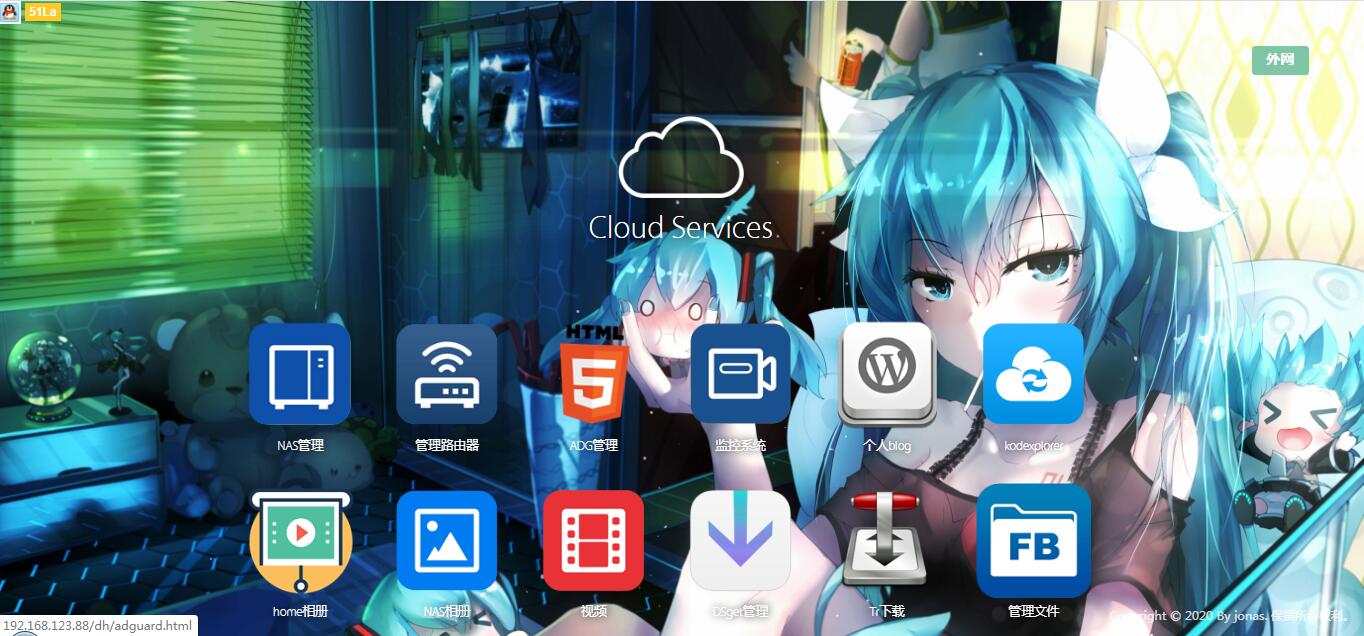 51La
外网
Cloud Services
HTML
5
NAS管理
管理路由器
ADG管理
监控系统
个人blog
kodexplorer
FB
home相册
NAS相册
视频
DSget管理
Tr下载
管理文件
Copyright © 2020 By jonas. 保留所有权利。
192.168.123.88/dh/adguard.html